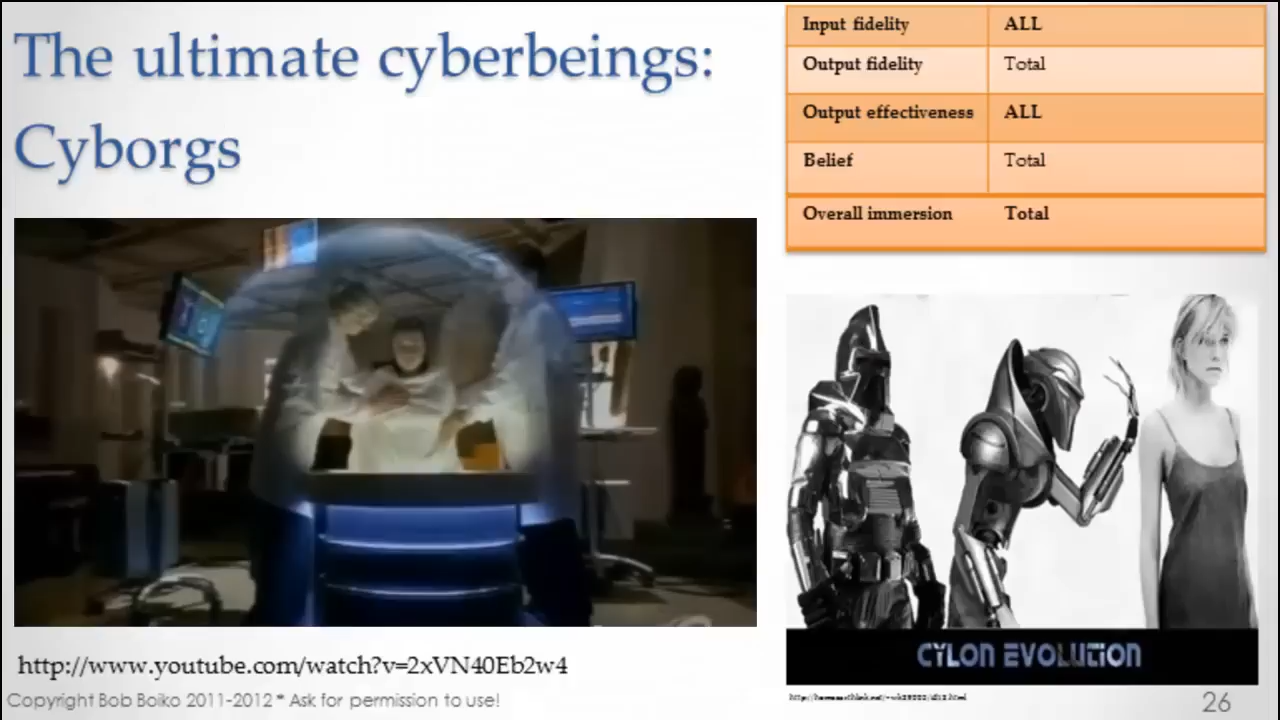 The ultimate cyberbeings:
Cyborgs
Input fidelity ALL
Output fidelity Total
Output effectiveness ALL
Belief Total
Overall immersion Total
CYLON EVOLUTION
http://www.youtube.com/watch?v=2xVN40Eb2w4
Copyright Bob Boiko 2011-2012 * Ask for permission to use!
26